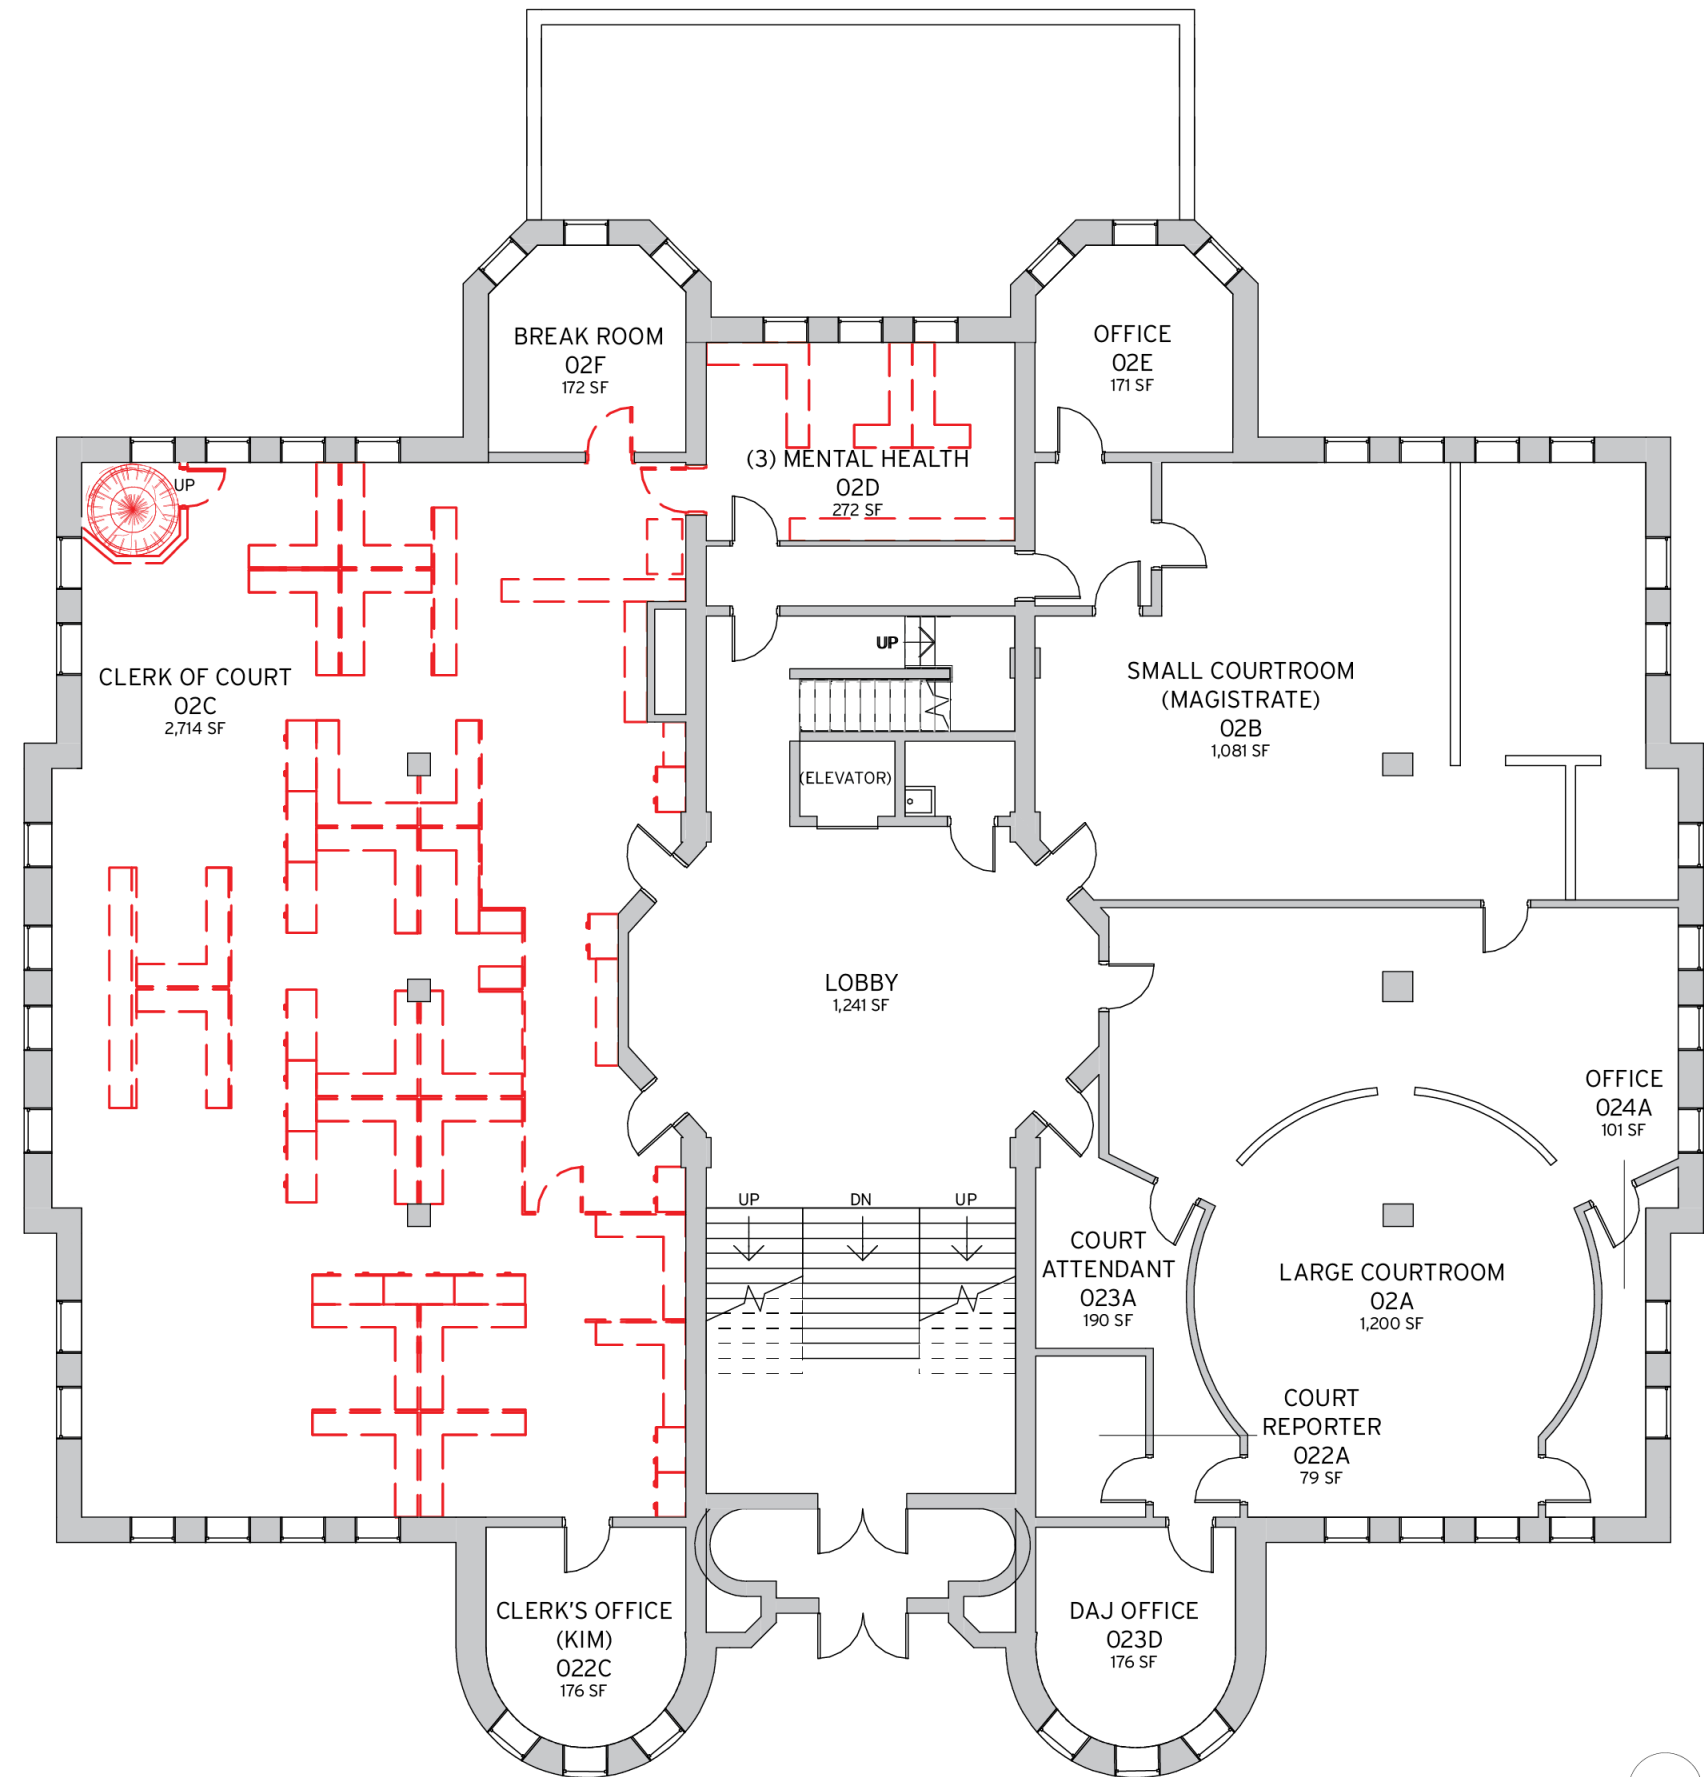 BREAK ROOM
02F
172 SF
OFFICE
02E
171 SF
(3) MENTAL HEALTH
02D
272 SF
UP
CLERK OF COURT
02C
2,714 SF
UP
SMALL COURTROOM
(MAGISTRATE)
02B
1,081 SF
(ELEVATOR)
LOBBY
1,241 SF
OFFICE
024A
101 SF
UP
DN
UP
COURT
ATTENDANT
023A
190 SF
LARGE COURTROOM
02A
1,200 SF
COURT
REPORTER
022A
79 SF
CLERK'S OFFICE
(KIM)
022C
176 SF
DAJ OFFICE
023D
176 SF